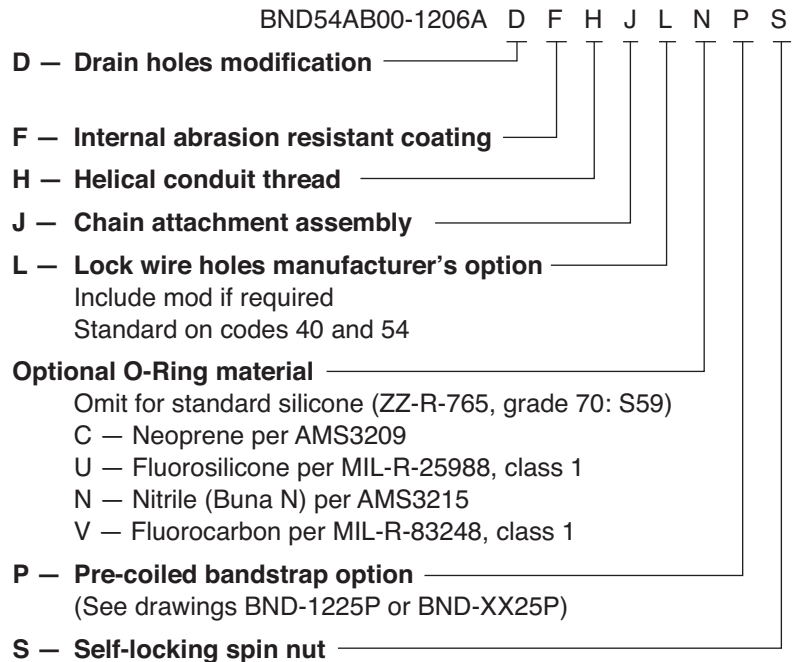 BND54AB00-1206A D F H J L N P S
D — Drain holes modification
F — Internal abrasion resistant coating
H — Helical conduit thread
J — Chain attachment assembly
L — Lock wire holes manufacturer's option
Include mod if required
Standard on codes 40 and 54
Optional O-Ring material
Omit for standard silicone (ZZ-R-765, grade 70: S59)
C — Neoprene per AMS3209
U — Fluorosilicone per MIL-R-25988, class 1
N — Nitrile (Buna N) per AMS3215
V — Fluorocarbon per MIL-R-83248, class 1
P — Pre-coiled bandstrap option
(See drawings BND-1225P or BND-XX25P)
S — Self-locking spin nut